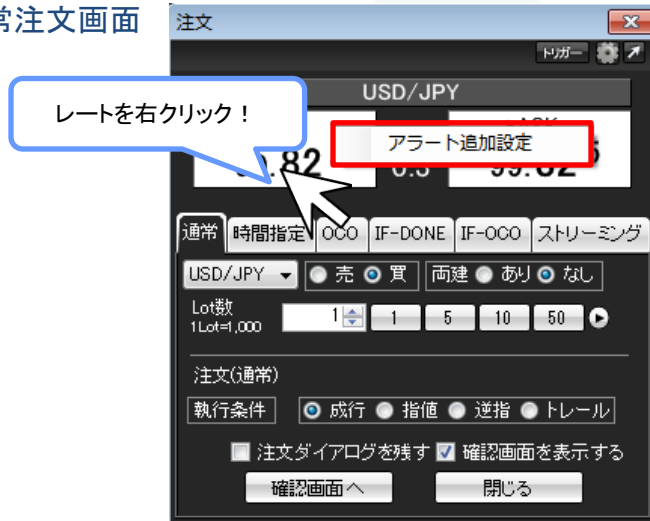 常注文画面
注文
トリガー
USD/JPY
レートを右クリック！
アラート追加設定
.82
99.82
通常 時間指定 OCO IF-DONE IF-OCO ストリーミング
USD/JPY 売 買 両建 あり なし
Lot数
1Lot=1,000
1 1 5 10 50
注文(通常)
執行条件 成行 指値 逆指 トレール
注文ダイアログを残す 確認画面を表示する
確認画面へ 閉じる